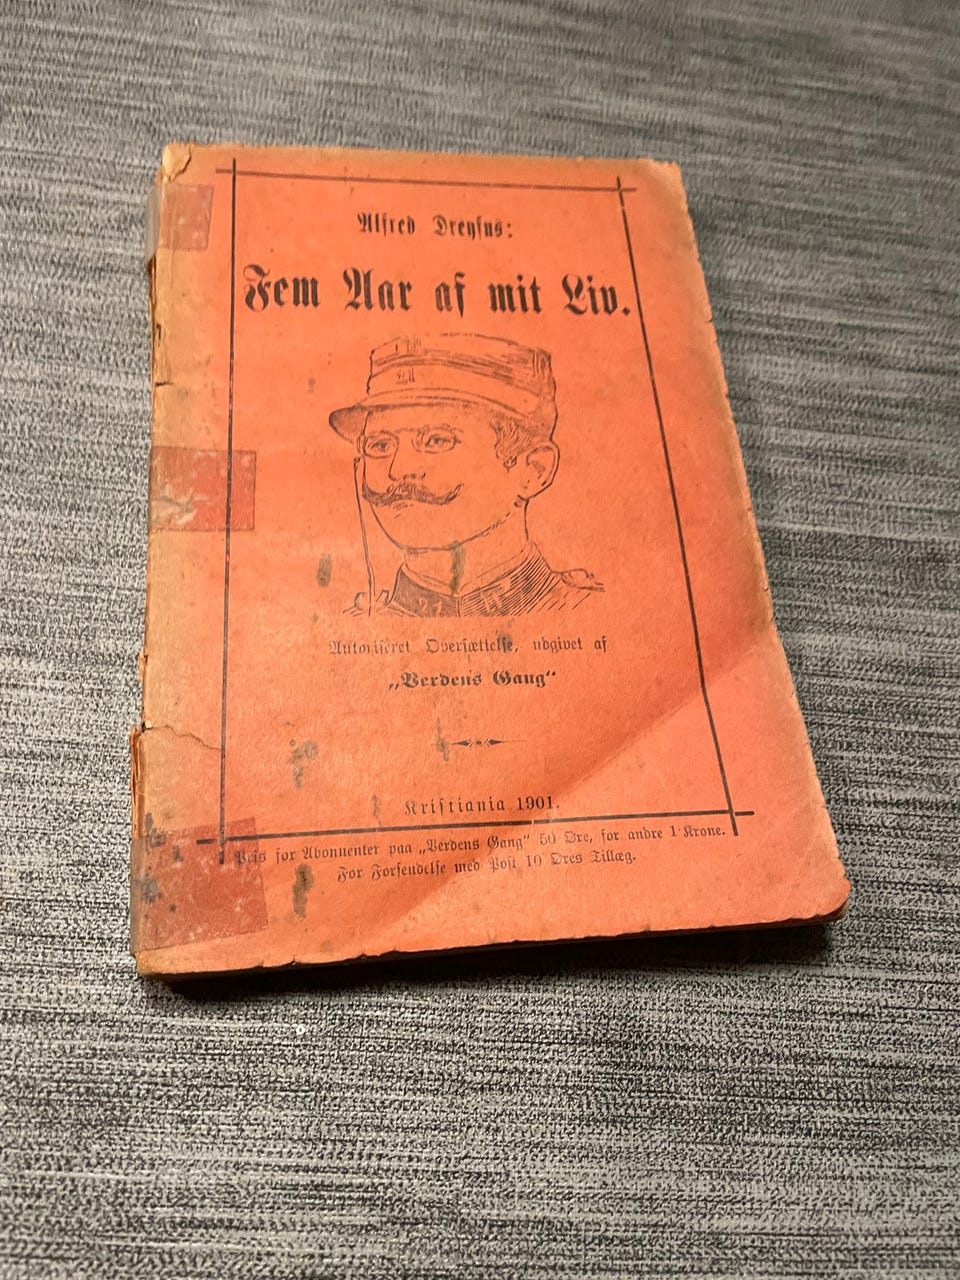 Alfred Dreyfus:
Fem Aar af mit Liv.
21
Autoriseret Oversættelse, udgivet af
„Verdens Gang“
Kristiania 1901.
Pris for Abonnenter paa „Verdens Gang“ 50 Øre, for andre 1 Krone.
For Forsendelse med Post 10 Øres Tillæg.